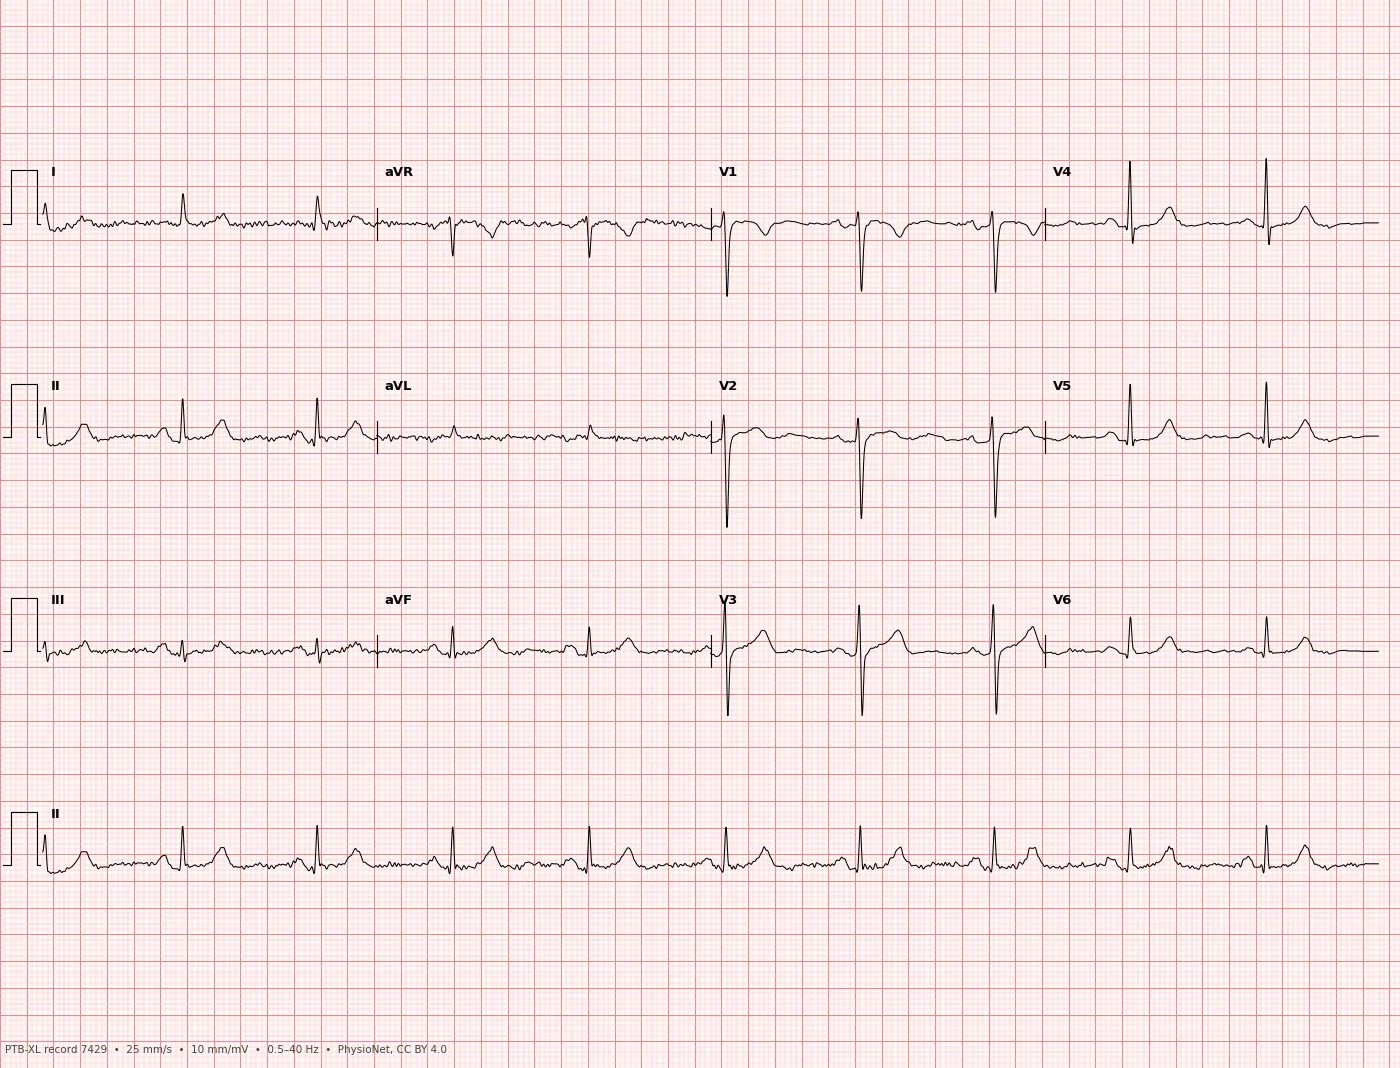 I aVR V1 V4
II aVL V2 V5
III aVF V3 V6
II
PTB-XL record 7429 • 25 mm/s • 10 mm/mV • 0.5–40 Hz • PhysioNet, CC BY 4.0